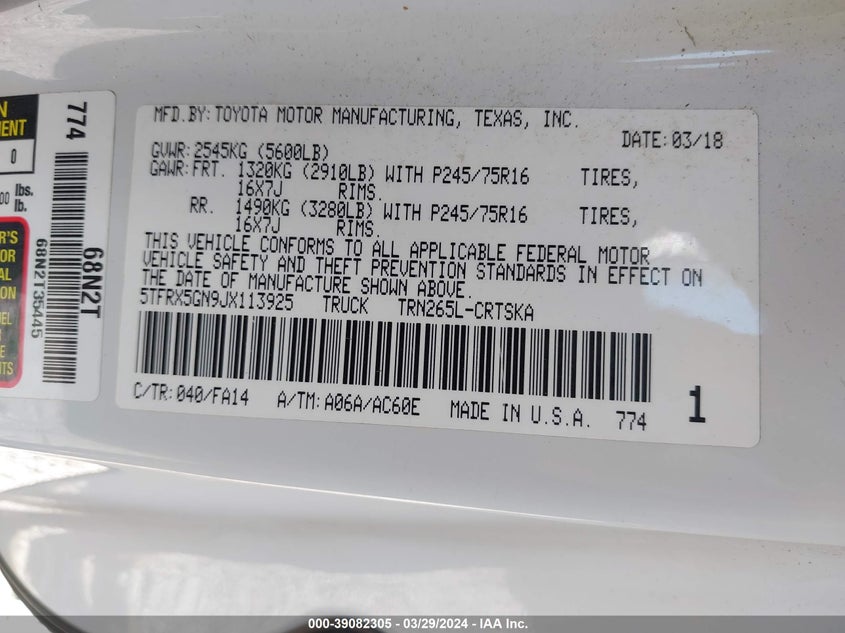 MFD.BY: TOYOTA MOTOR MANUFACTURING, TEXAS, INC.
DATE: 03/18
GVWR: 2545KG (5600LB)
GAWR: FRT. 1320KG (2910LB) WITH P245/75R16 TIRES,
16X7J RIMS.
RR. 1490KG (3280LB) WITH P245/75R16 TIRES,
16X7J RIMS.
THIS VEHICLE CONFORMS TO ALL APPLICABLE FEDERAL MOTOR
VEHICLE SAFETY AND THEFT PREVENTION STANDARDS IN EFFECT ON
THE DATE OF MANUFACTURE SHOWN ABOVE.
5TFRX5GN9JX113925 TRUCK TRN265L-CRTSKA
C/TR: 040/FA14 A/TM: A06A/AC60E MADE IN U.S.A. 774
1
774
68N2T
68N2T35445
0
lbs.
lb.
000-39082305 - 03/29/2024 - IAA Inc.